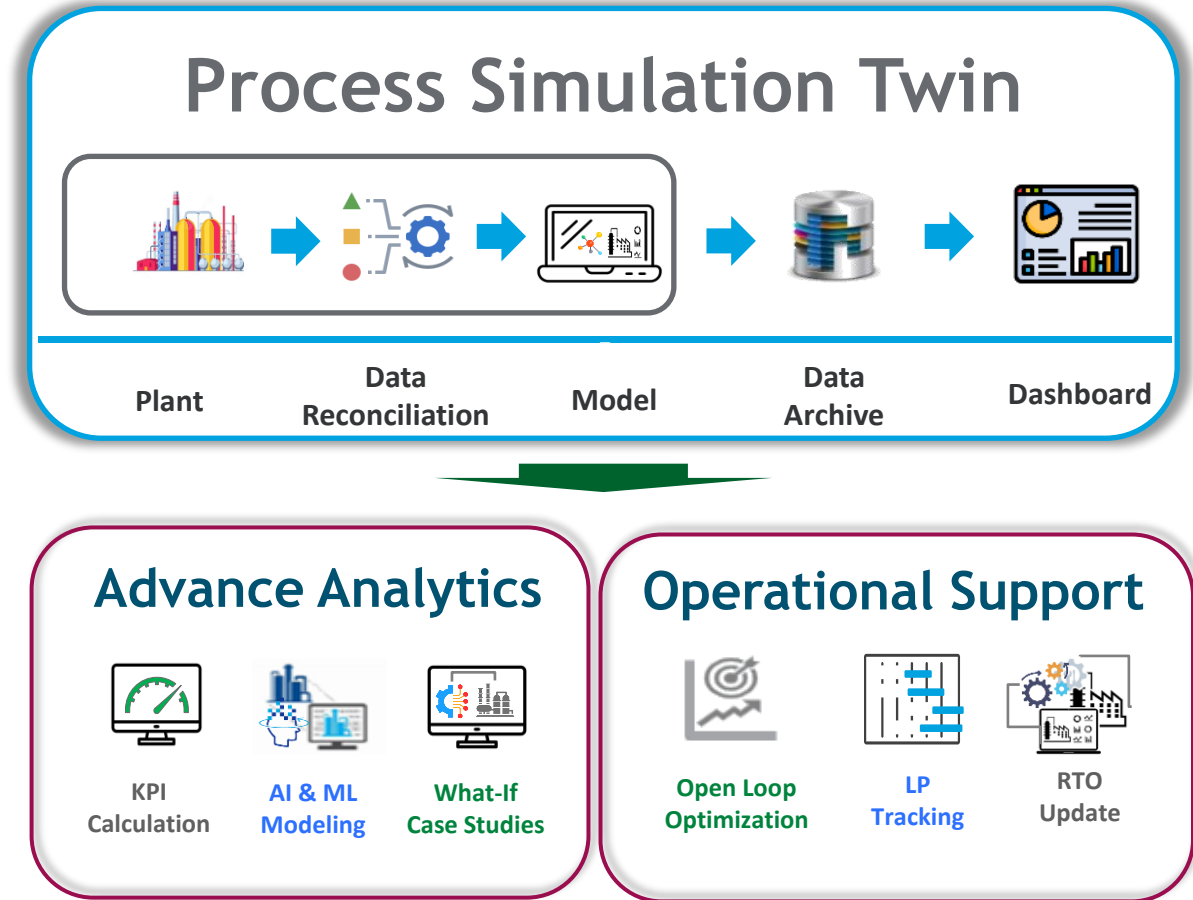 Process Simulation Twin
Plant
Data
Reconciliation
Model
Data
Archive
Dashboard
Advance Analytics
KPI
Calculation
AI & ML
Modeling
What-If
Case Studies
Operational Support
Open Loop
Optimization
LP
Tracking
RTO
Update